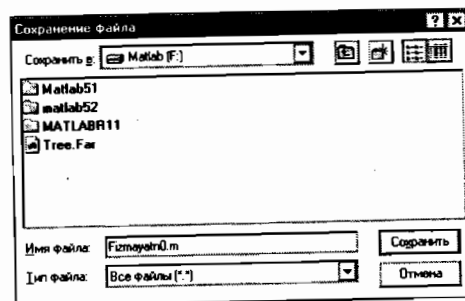 Сохранение файла
Сохранить в: Matlab (F:)
Matlab51
matlab52
MATLABR11
Tree.Far
Имя файла: Fizmayatn0.m Сохранить
Тип файла: Все файлы (*.*) Отмена